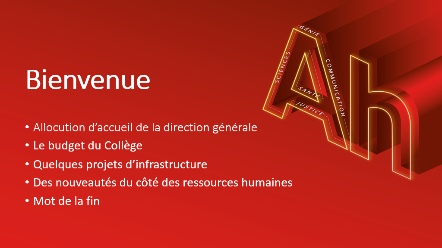 Bienvenue
• Allocution d'accueil de la direction générale
• Le budget du Collège
• Quelques projets d'infrastructure
• Des nouveautés du côté des ressources humaines
• Mot de la fin
Ah
GÉNIE
SCIENCES
COMMUNICATION
SANTÉ
JUSTICE